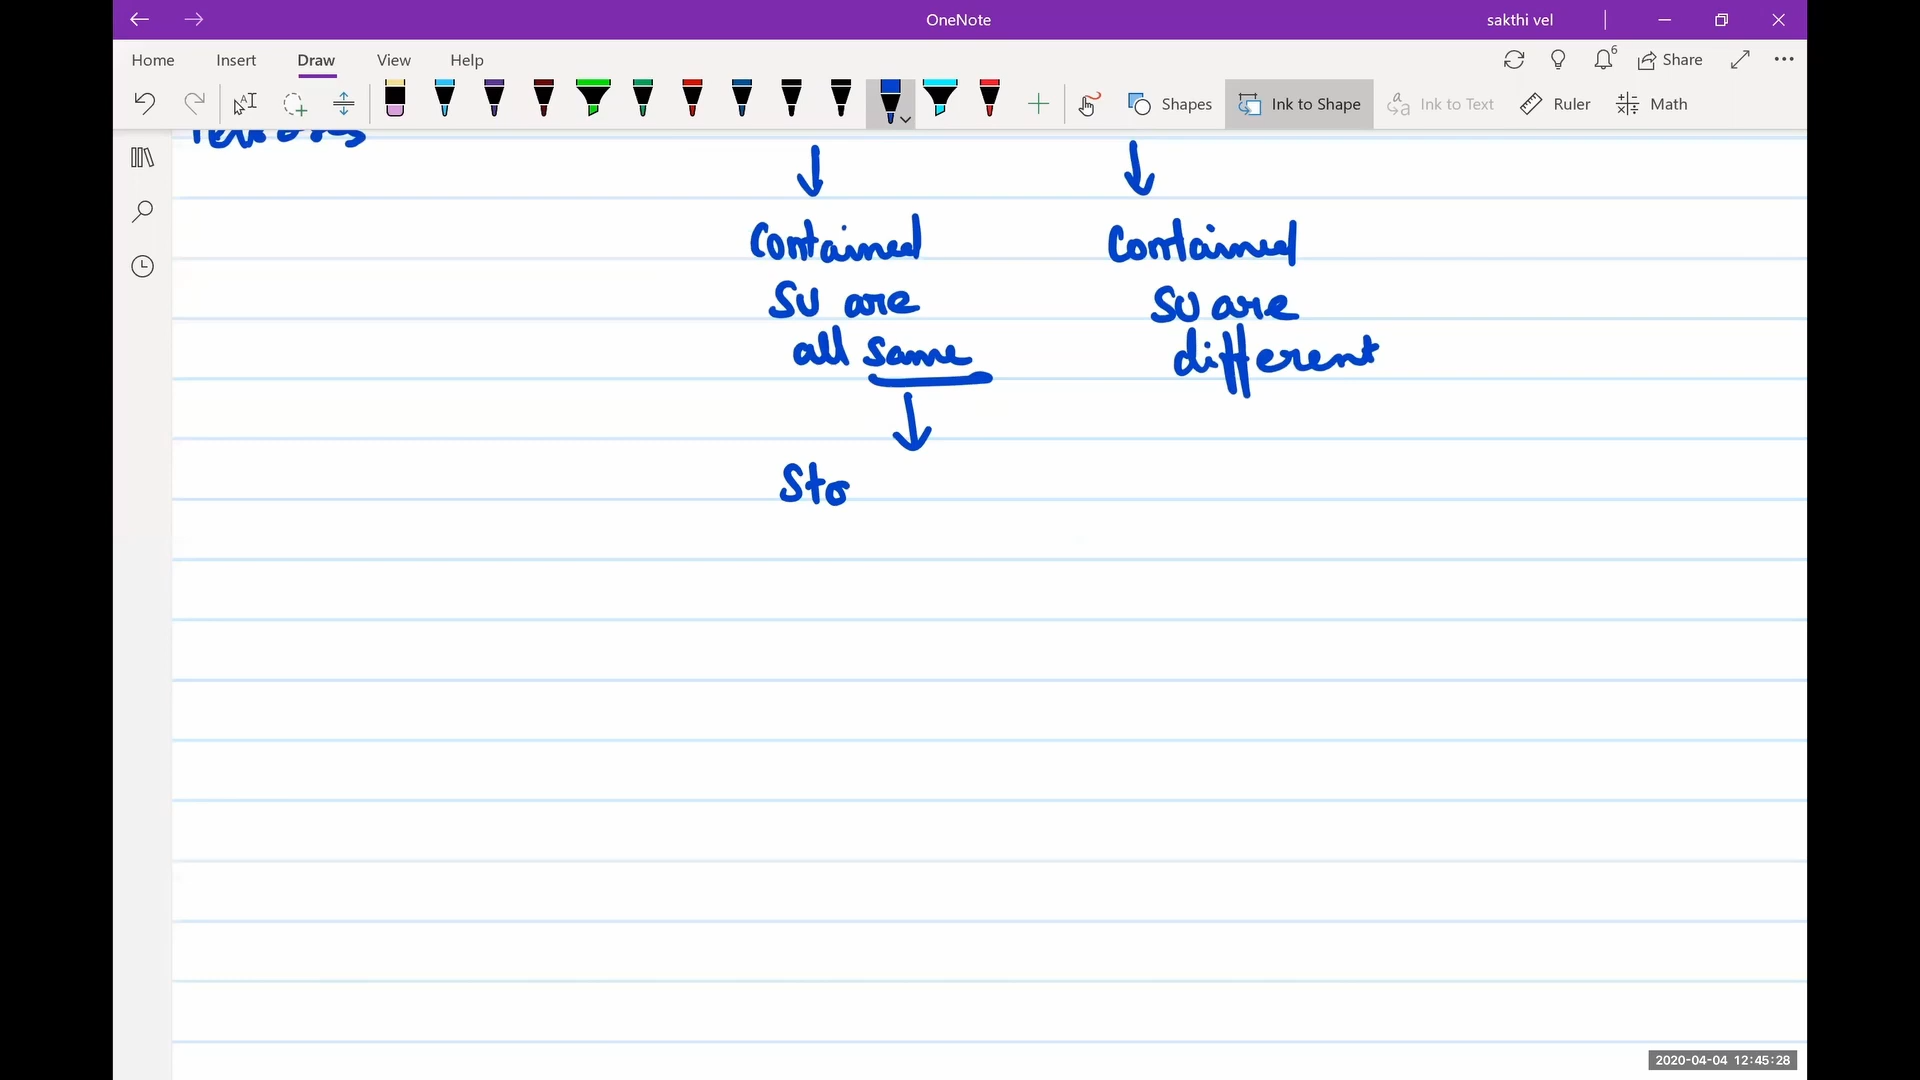 OneNote
sakthi vel
Home Insert Draw View Help
6
Share
Shapes
Ink to Shape
Ink to Text
Ruler
Math
Contained
SU are
all same
Sto
Contained
SU are
different
2020-04-04 12:45:28